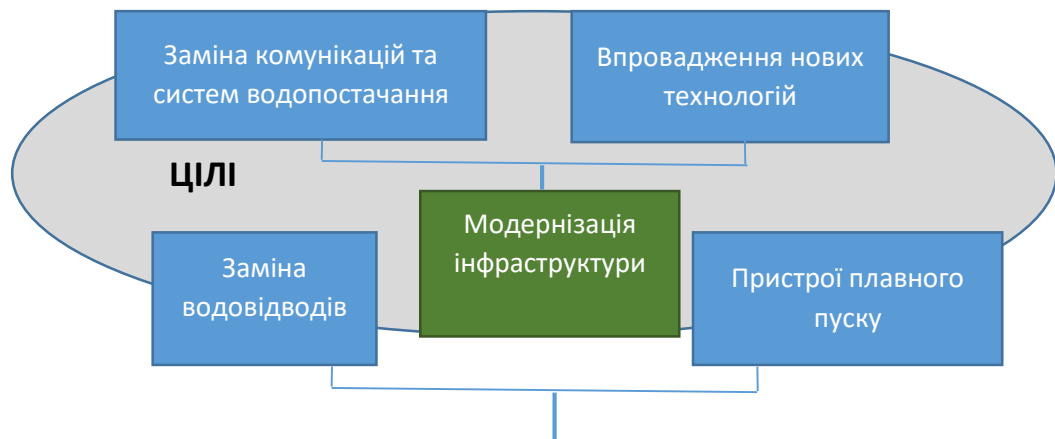 Заміна комунікацій та
систем водопостачання
Впровадження нових
технологій
ЦІЛІ
Модернізація
інфраструктури
Заміна
водовідводів
Пристрої плавного
пуску